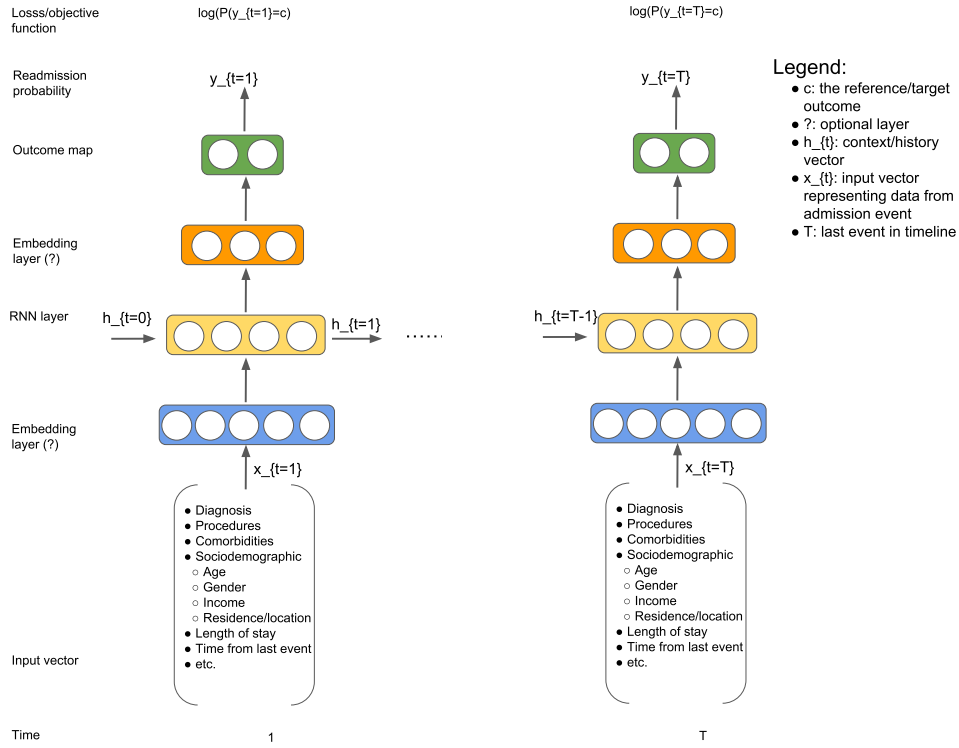 Losss/objective
function
log(P(y_{t=1}=c)
log(P(y_{t=T}=c)
Readmission
probability
y_{t=1}
y_{t=T}
Legend:
● c: the reference/target
outcome
● ?: optional layer
● h_{t}: context/history
vector
● x_{t}: input vector
representing data from
admission event
● T: last event in timeline
Outcome map
Embedding
layer (?)
RNN layer
h_{t=0}
h_{t=1}
......
h_{t=T-1}
Embedding
layer (?)
x_{t=1}
x_{t=T}
● Diagnosis
● Procedures
● Comorbidities
● Sociodemographic
○ Age
○ Gender
○ Income
○ Residence/location
● Length of stay
● Time from last event
● etc.
● Diagnosis
● Procedures
● Comorbidities
● Sociodemographic
○ Age
○ Gender
○ Income
○ Residence/location
● Length of stay
● Time from last event
● etc.
Input vector
Time
1
T